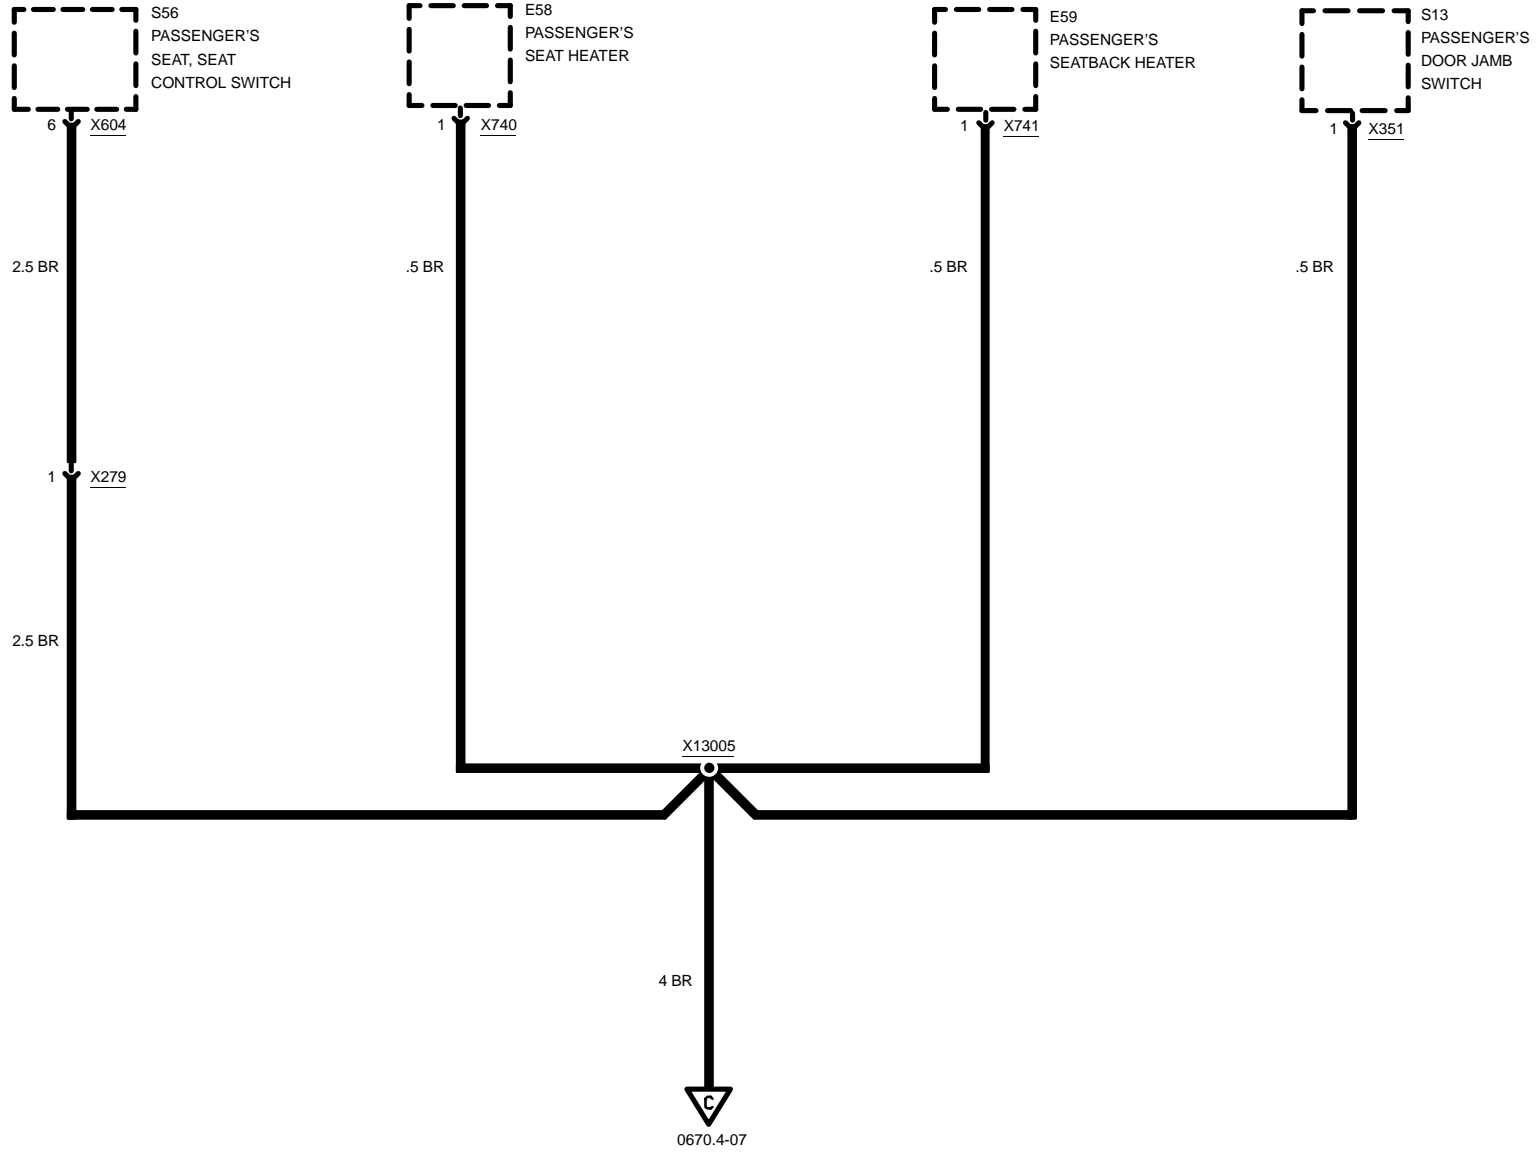 S56
PASSENGER'S
SEAT, SEAT
CONTROL SWITCH
E58
PASSENGER'S
SEAT HEATER
E59
PASSENGER'S
SEATBACK HEATER
S13
PASSENGER'S
DOOR JAMB
SWITCH
6 X604
1 X740
1 X741
1 X351
2.5 BR
.5 BR
.5 BR
.5 BR
1 X279
2.5 BR
X13005
4 BR
C
0670.4-07